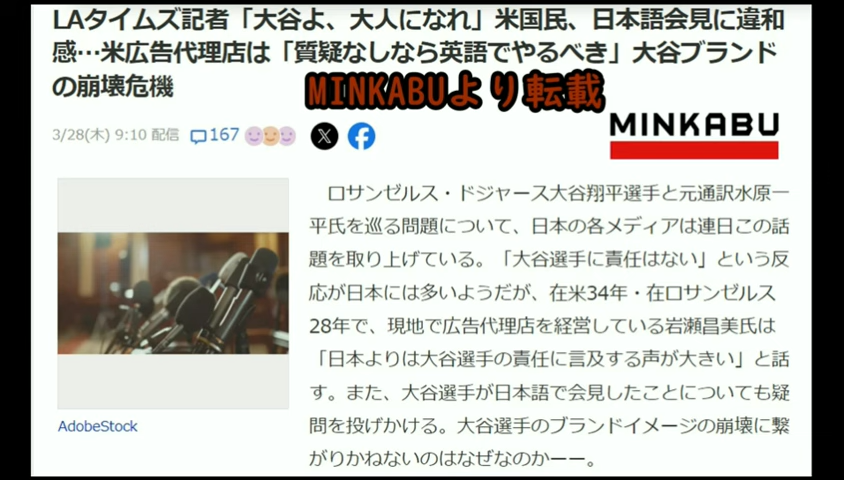 LAタイムズ記者「大谷よ、大人になれ」米国民、日本語会見に違和
感…米広告代理店は「質疑なしなら英語でやるべき」大谷ブランド
の崩壊危機
MINKABUより転載
3/28(木) 9:10 配信
167
MINKABU
ロサンゼルス・ドジャース大谷翔平選手と元通訳水原一
平氏を巡る問題について、日本の各メディアは連日この話
題を取り上げている。「大谷選手に責任はない」という反
応が日本には多いようだが、在米34年・在ロサンゼルス
28年で、現地で広告代理店を経営している岩瀬昌美氏は
「日本よりは大谷選手の責任に言及する声が大きい」と話
す。また、大谷選手が日本語で会見したことについても疑
問を投げかける。大谷選手のブランドイメージの崩壊に繋
がりかねないのはなぜなのかーー。
AdobeStock